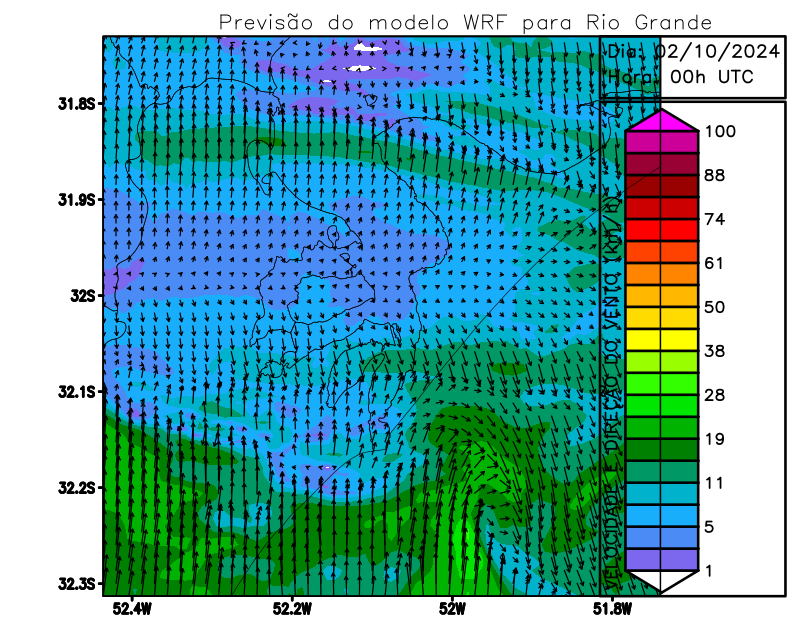 Previsão do modelo WRF para Rio Grande
Dia: 02/10/2024
Hora: 00h UTC
31.8S
31.9S
32S
32.1S
32.2S
32.3S
52.4W
52.2W
52W
51.8W
100
88
74
61
50
38
28
19
11
5
1
VELOCIDADE E DIREÇÃO DO VENTO (km/h)